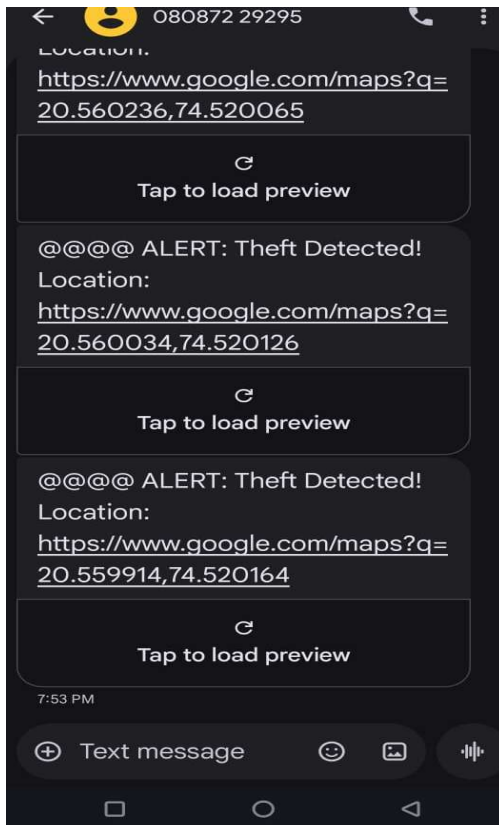 080872 29295
Location:
https://www.google.com/maps?q=
20.560236,74.520065
Tap to load preview
@@@@ ALERT: Theft Detected!
Location:
https://www.google.com/maps?q=
20.560034,74.520126
Tap to load preview
@@@@ ALERT: Theft Detected!
Location:
https://www.google.com/maps?q=
20.559914,74.520164
Tap to load preview
7:53 PM
Text message